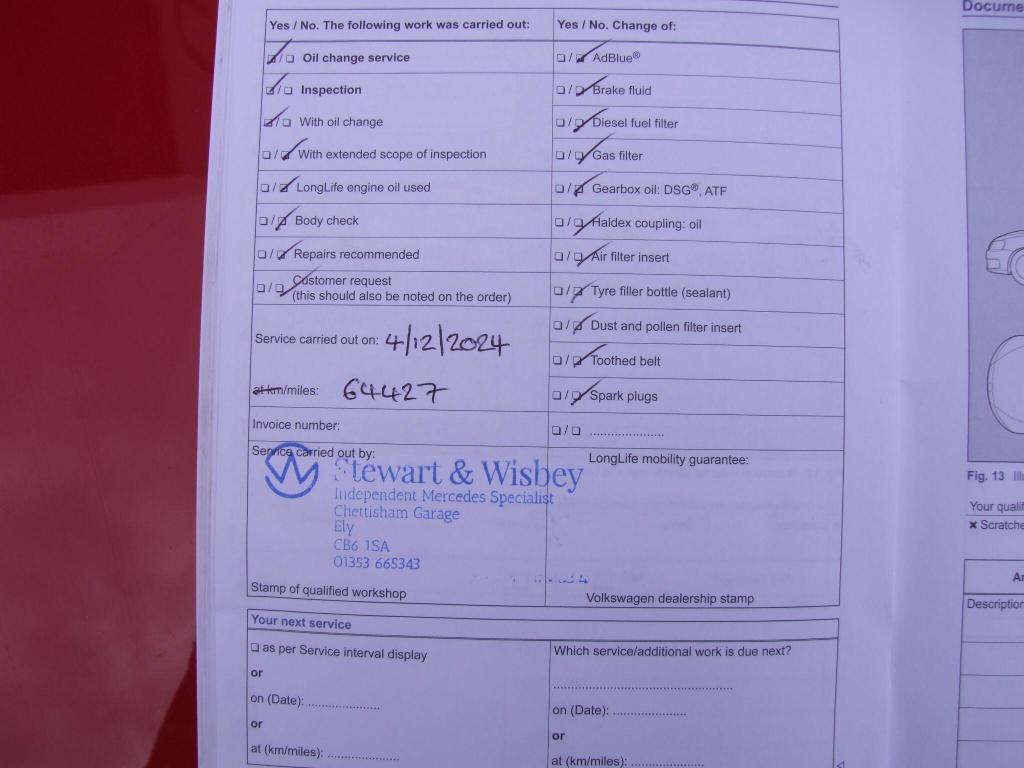 Yes / No. The following work was carried out:
Yes / No. Change of:
/ Oil change service
/ AdBlue®
/ Inspection
/ Brake fluid
/ With oil change
/ Diesel fuel filter
/ With extended scope of inspection
/ Gas filter
/ LongLife engine oil used
/ Gearbox oil: DSG®, ATF
/ Body check
/ Haldex coupling: oil
/ Repairs recommended
/ Air filter insert
/ Customer request
(this should also be noted on the order)
/ Tyre filler bottle (sealant)
/ Dust and pollen filter insert
Service carried out on: 4/12/2024
/ Toothed belt
at km/miles: 64427
/ Spark plugs
Invoice number:
/ .....................
Service carried out by:
LongLife mobility guarantee:
Stewart & Wisbey
Independent Mercedes Specialist
Chettisham Garage
Ely
CB6 1SA
01353 665343
Stamp of qualified workshop
Volkswagen dealership stamp
Your next service
as per Service interval display
or
on (Date): ....................
or
at (km/miles): ....................
Which service/additional work is due next?
..................................................
on (Date): ....................
or
at (km/miles): ....................
Docume
Fig. 13
Your qualif
× Scratche
Description